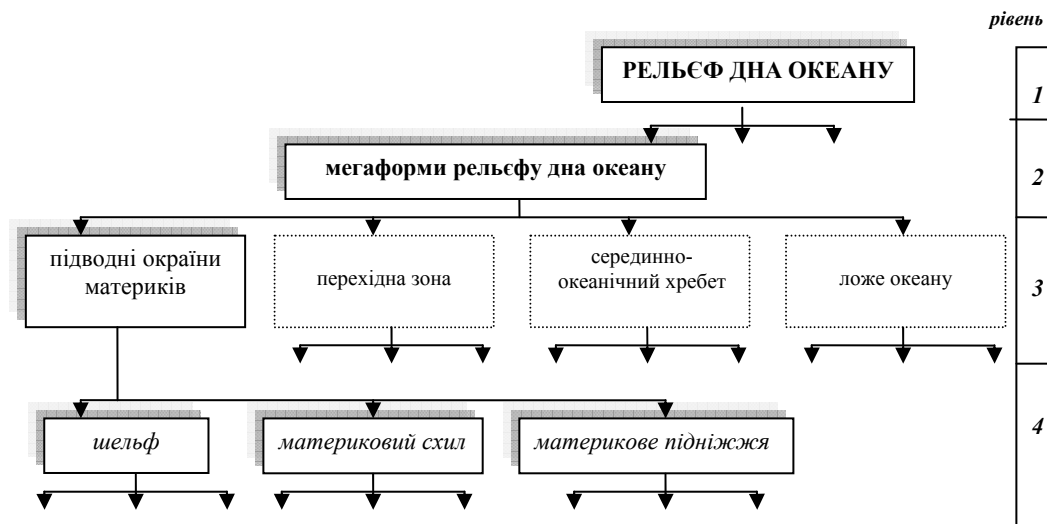 рівень
РЕЛЬЄФ ДНА ОКЕАНУ
1
мегаформи рельєфу дна океану
2
підводні окраїни
материків
перехідна зона
серединно-
океанічний хребет
ложе океану
3
шельф
материковий схил
материкове підніжжя
4